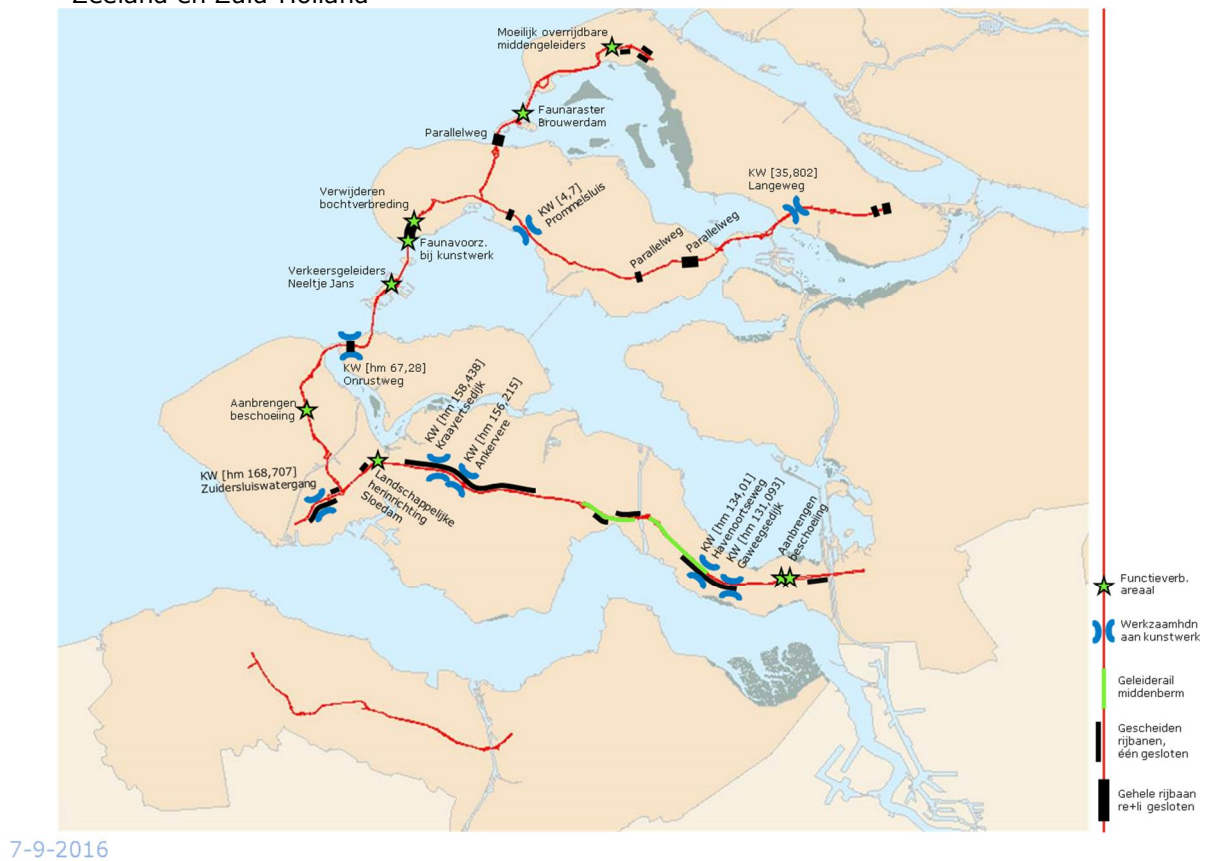 Zeeland en Zuid-Holland
Moeilijk overrijdbare
middengeleiders
Faunaraster
Brouwerdam
Parallelweg
KW [35,802]
Langeweg
Verwijderen
bochtverbreding
KW [4,7]
Prommelsluis
Parallelweg
Parallelweg
Faunavoorz.
bij kunstwerk
Verkeersgeleiders
Neeltje Jans
KW [hm 67,28]
Onrustweg
Aanbrengen
beschoeiing
KW [hm 158,438]
Kraayertsedijk
KW [hm 156,215]
Ankervere
KW [hm 168,707]
Zuidersluiswatergang
Landschappelijke
herinrichting
Sloedam
KW [hm 134,01]
Havenoortseweg
KW [hm 131,093]
Gaweegsedijk
Aanbrengen
beschoeiing
Functieverb.
areaal
Werkzaamhdn
aan kunstwerk
Geleiderail
middenberm
Gescheiden
rijbanen,
één gesloten
Gehele rijbaan
re+li gesloten
7-9-2016